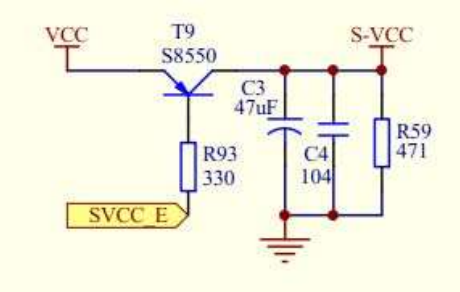 VCC
T9
S8550
S-VCC
C3
47uF
R59
471
C4
104
R93
330
SVCC_E